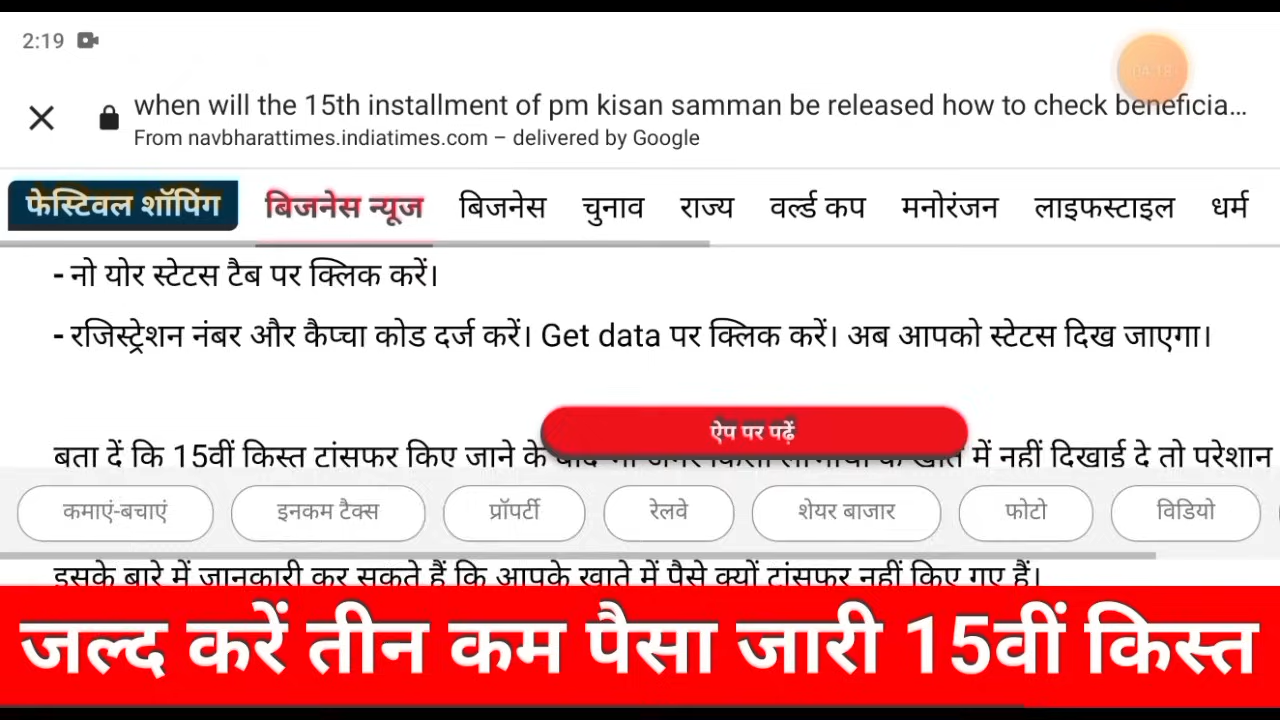 2:19
04:18
when will the 15th installment of pm kisan samman be released how to check beneficia...
From navbharattimes.indiatimes.com – delivered by Google
फेस्टिवल शॉपिंग बिजनेस न्यूज बिजनेस चुनाव राज्य वर्ल्ड कप मनोरंजन लाइफस्टाइल धर्म
- नो योर स्टेटस टैब पर क्लिक करें।
- रजिस्ट्रेशन नंबर और कैप्चा कोड दर्ज करें। Get data पर क्लिक करें। अब आपको स्टेटस दिख जाएगा।
ऐप पर पढ़ें
बता दें कि 15वीं किस्त ट्रांसफर किए जाने के में नहीं दिखाई दे तो परेशान
कमाएं-बचाएं इनकम टैक्स प्रॉपर्टी रेलवे शेयर बाजार फोटो विडियो
इसके बारे में जानकारी कर सकते हैं कि आपके खाते में पैसे क्यों ट्रांसफर नहीं किए गए हैं।
जल्द करें तीन कम पैसा जारी 15वीं किस्त